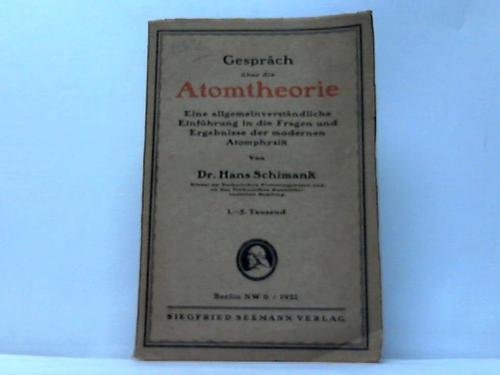 Gespräch
über die
Atomtheorie
Eine allgemeinverständliche
Einführung in die Fragen und
Ergebnisse der modernen
Atomphysik
Von
Dr. Hans Schimank
1.–5. Tausend
Berlin NW 6 / 1922
SIEGFRIED SEEMANN VERLAG